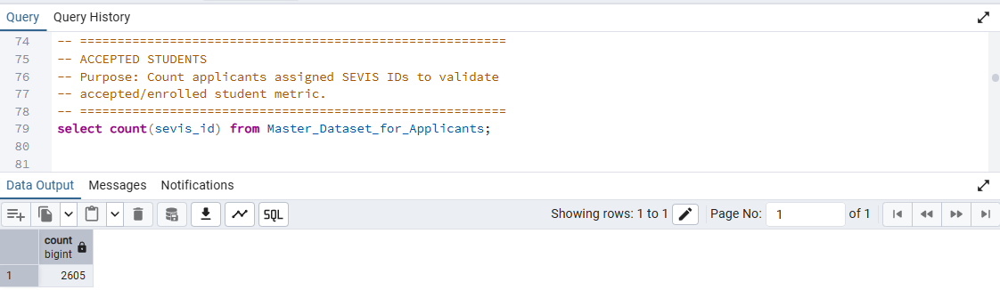 Query Query History
74 -- =========================================================
75 -- ACCEPTED STUDENTS
76 -- Purpose: Count applicants assigned SEVIS IDs to validate
77 -- accepted/enrolled student metric.
78 -- =========================================================
79 select count(sevis_id) from Master_Dataset_for_Applicants;
80
81
Data Output Messages Notifications
SQL Showing rows: 1 to 1 Page No: 1 of 1
count
bigint
1 2605